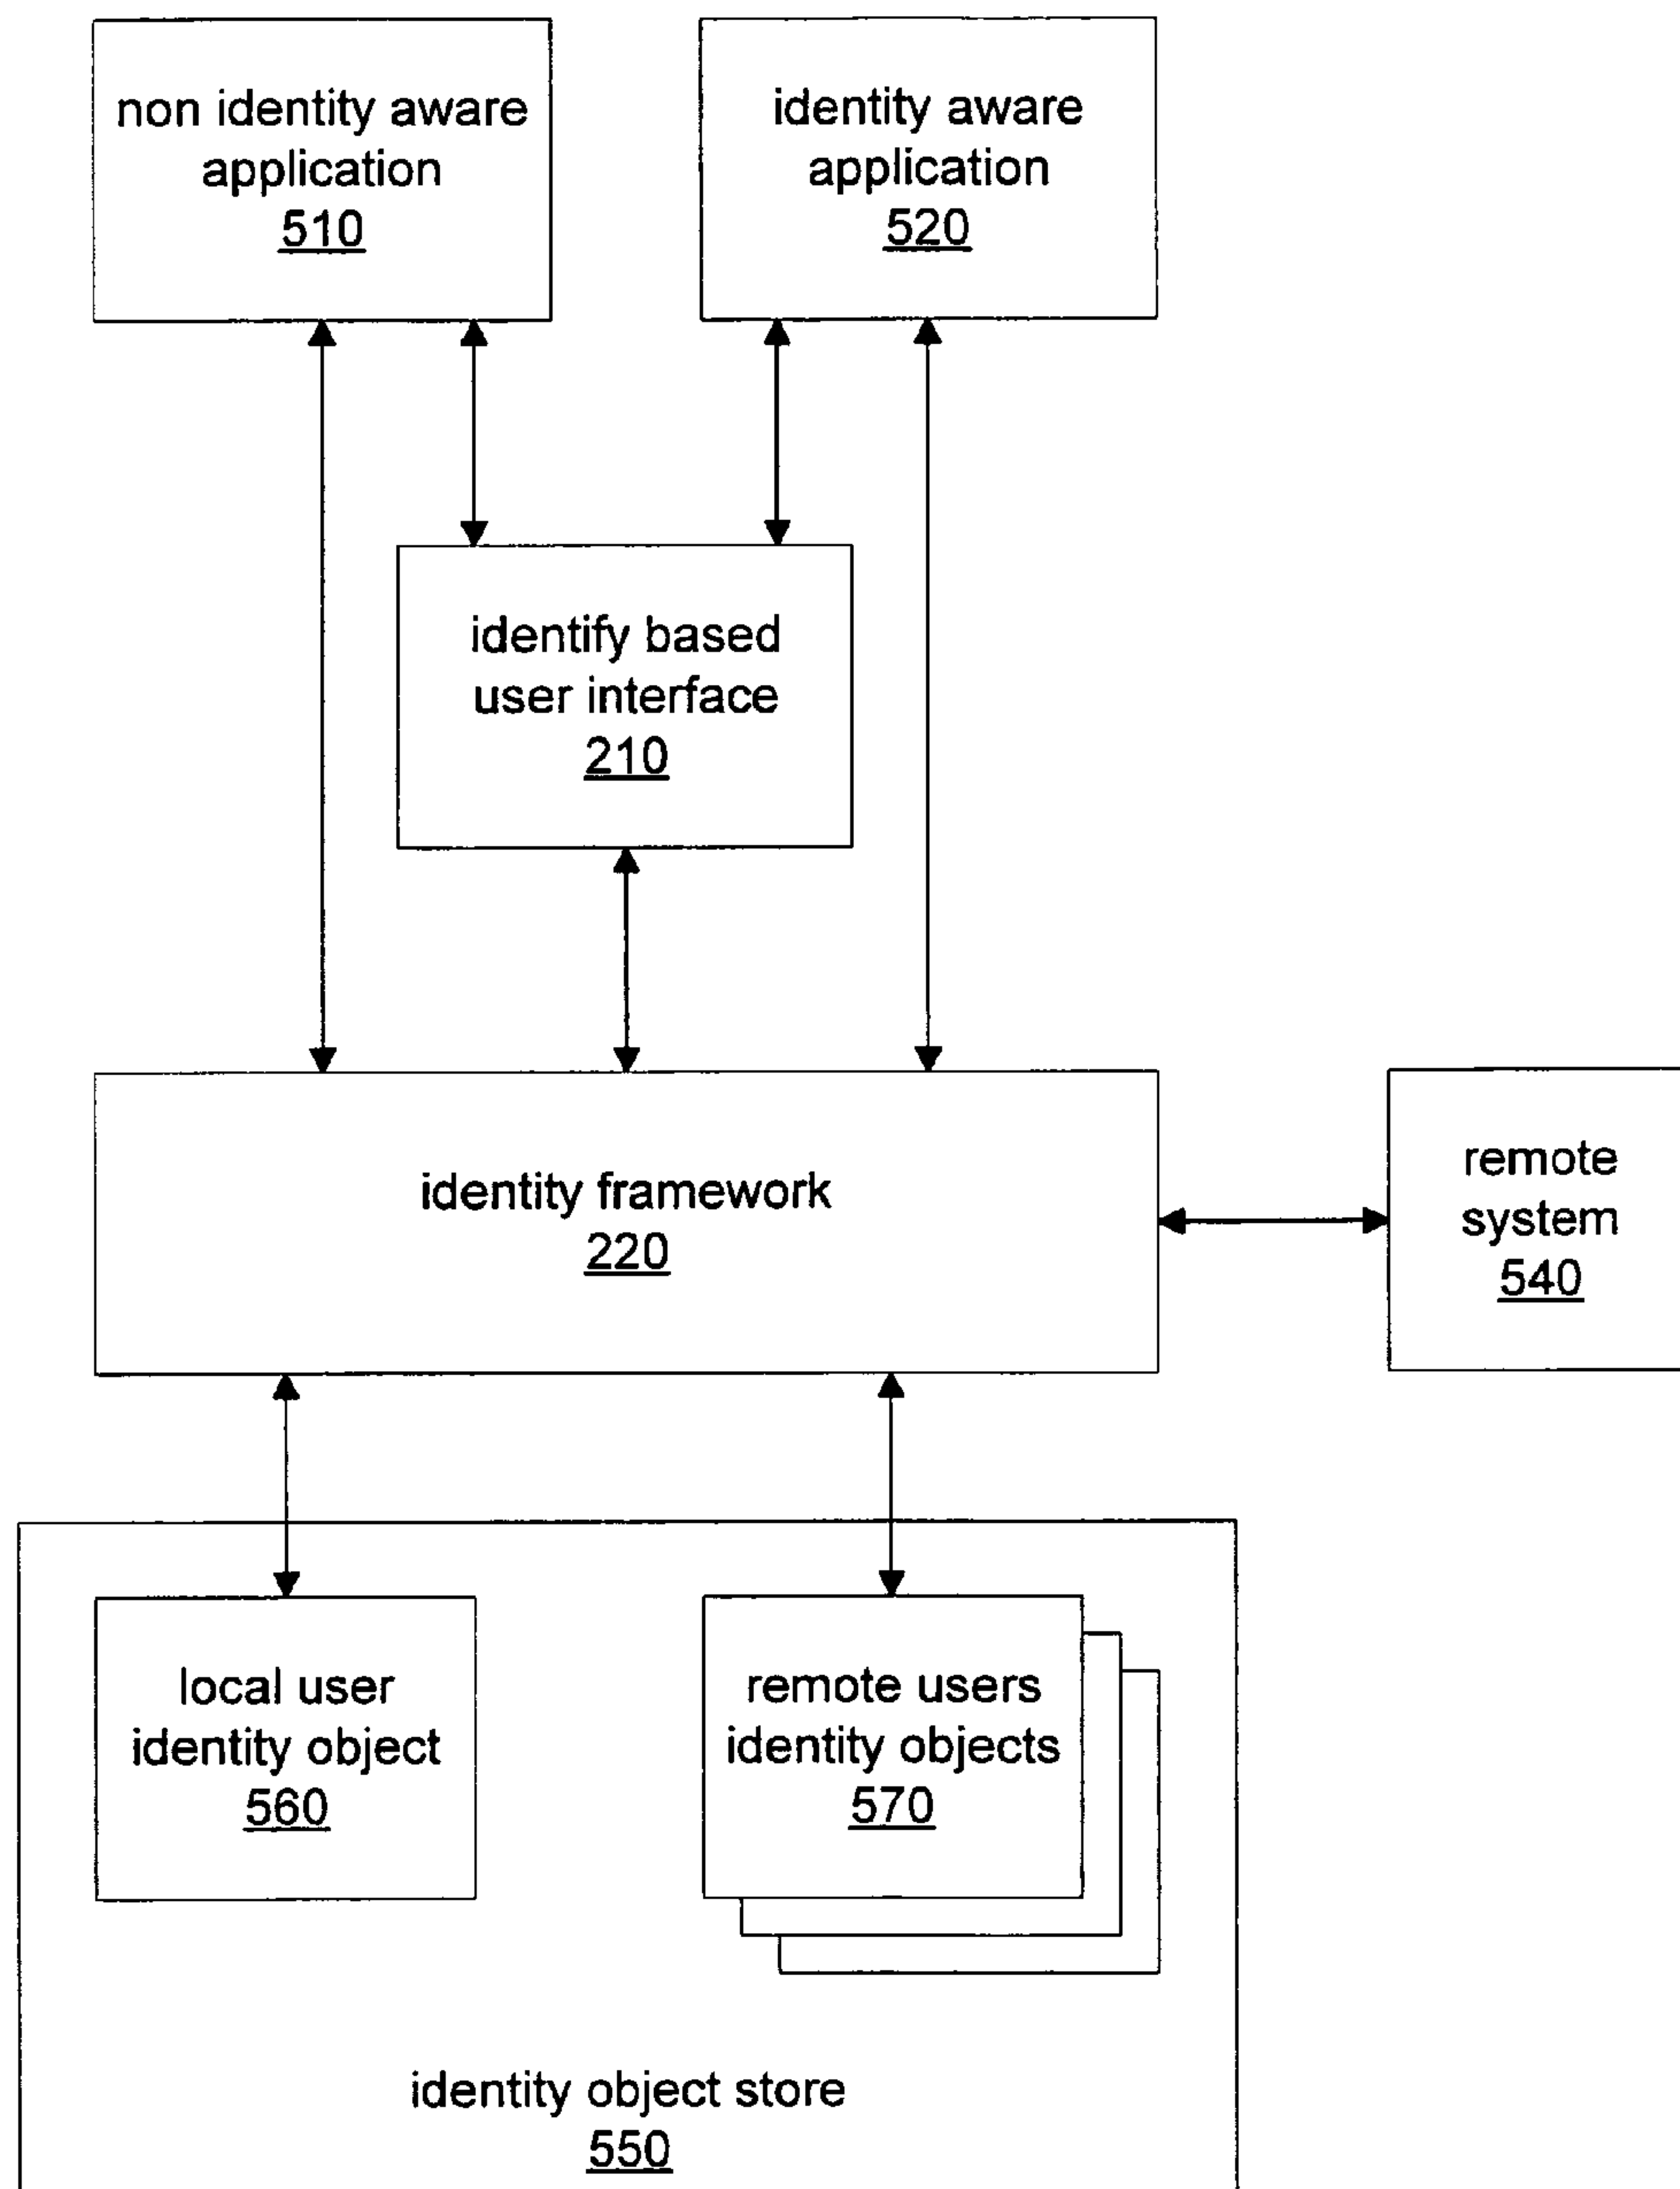 non identity aware
application
510
identity aware
application
520
identify based
user interface
210
identity framework
220
remote
system
540
local user
identity object
560
remote users
identity objects
570
identity object store
550